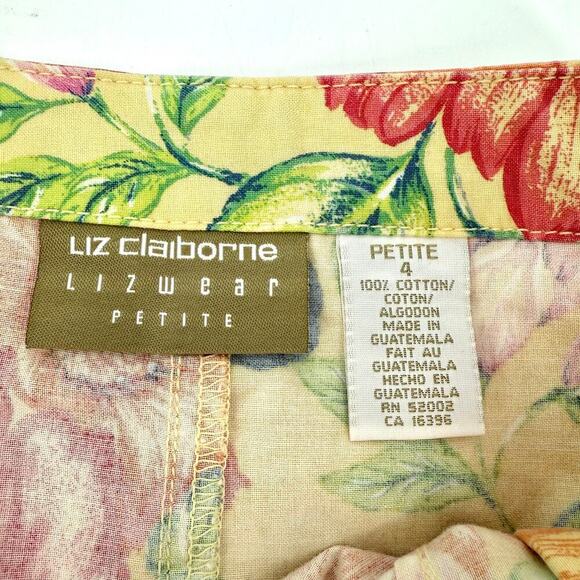 LIZ claiborne
LIZWEAR
PETITE
PETITE
4
100% COTTON/
COTON/
ALGODON
MADE IN
GUATEMALA
FAIT AU
GUATEMALA
HECHO EN
GUATEMALA
RN 52002
CA 16396